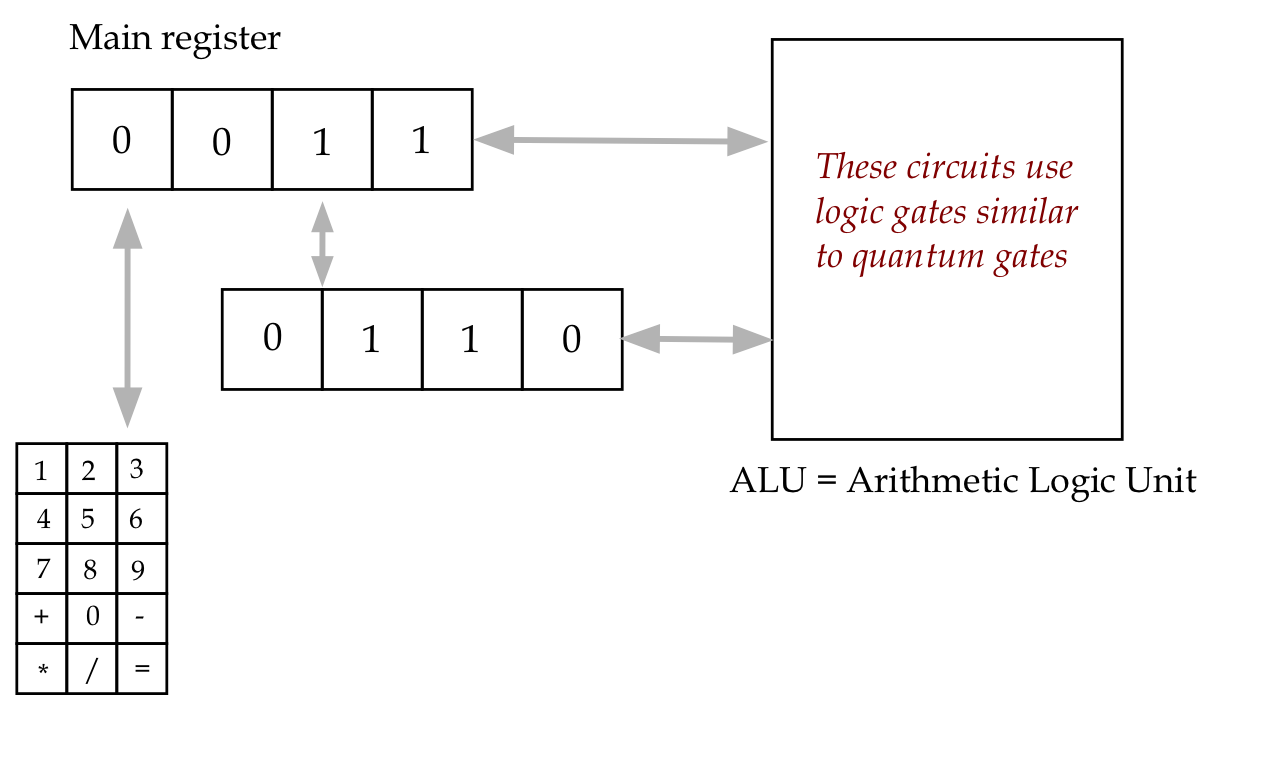 Main register
0 0 1 1
These circuits use
logic gates similar
to quantum gates
0 1 1 0
1 2 3
4 5 6
7 8 9
+ 0 -
* / =
ALU = Arithmetic Logic Unit